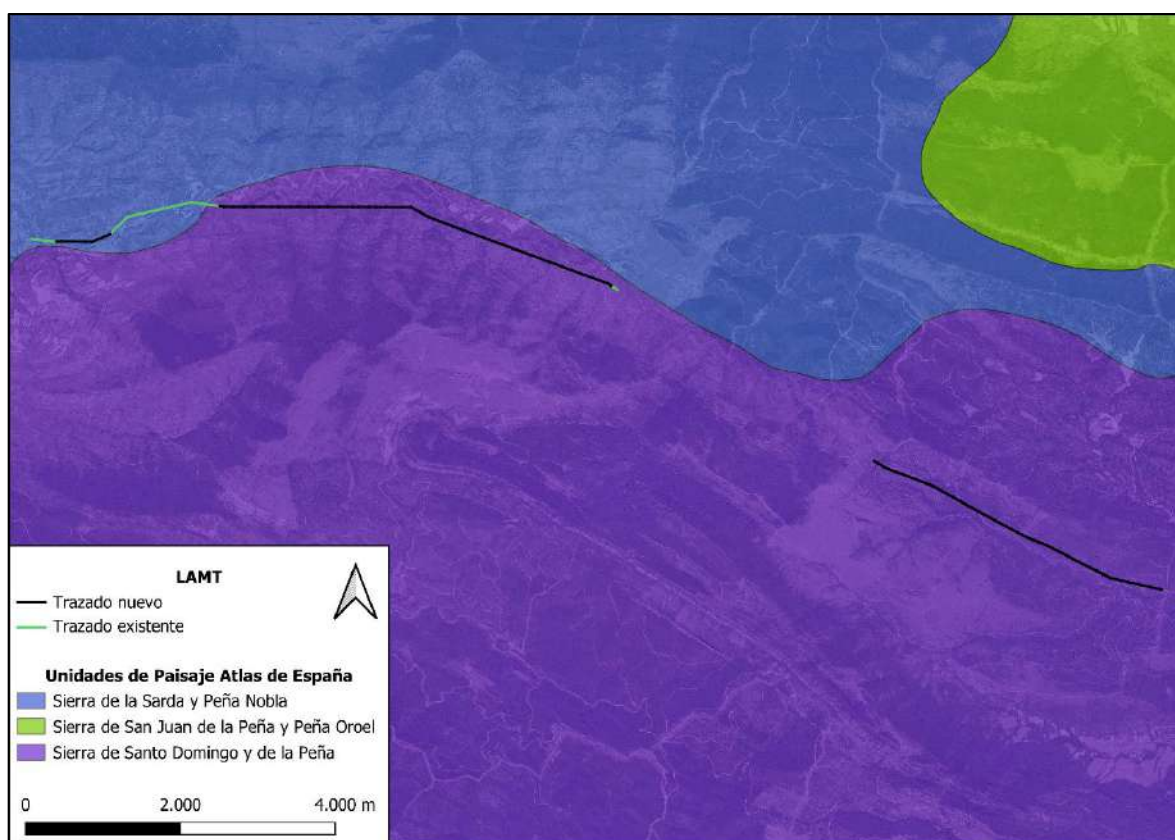 LAMT
Trazado nuevo
Trazado existente
Unidades de Paisaje Atlas de España
Sierra de la Sarda y Peña Nobla
Sierra de San Juan de la Peña y Peña Oroel
Sierra de Santo Domingo y de la Peña
0 2.000 4.000 m